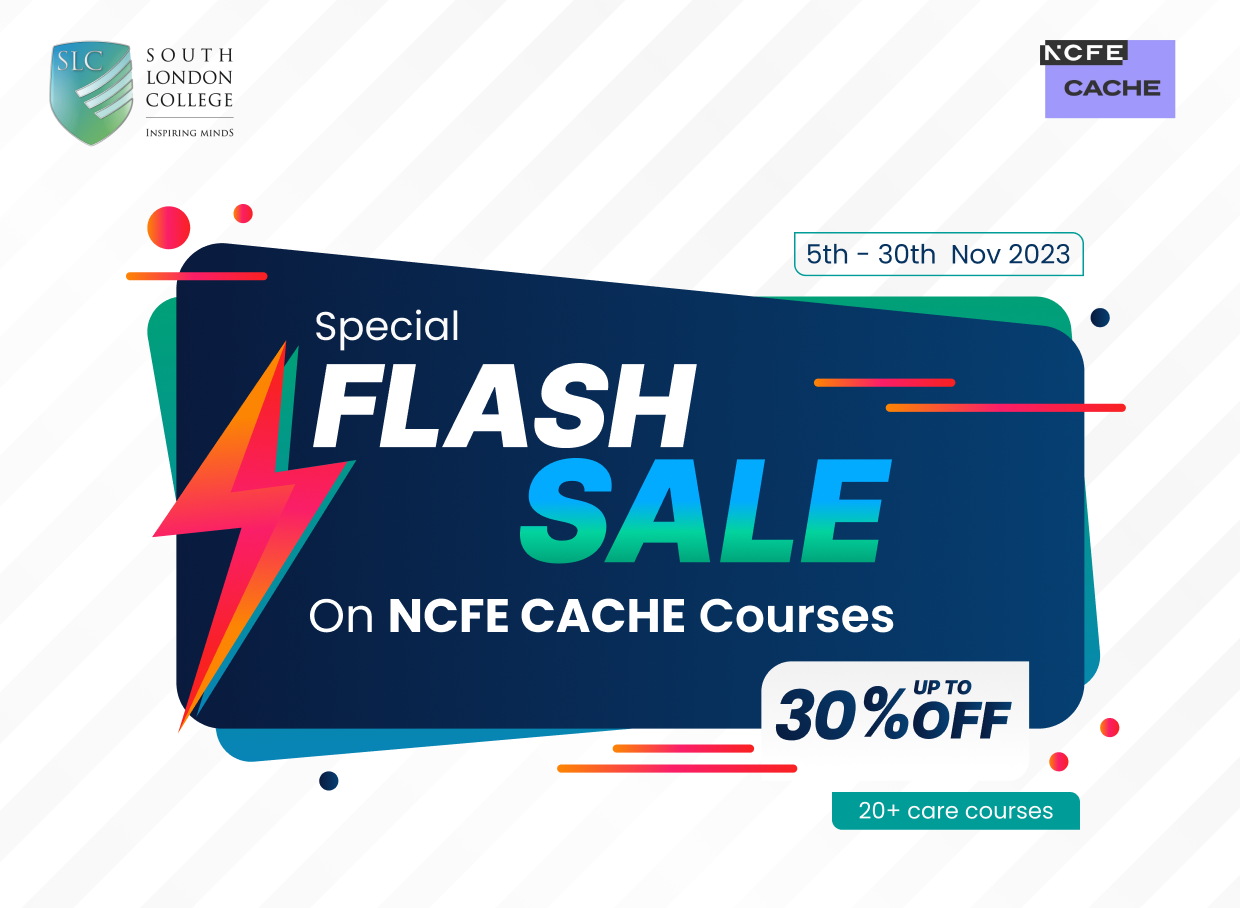 SLC
SOUTH
LONDON
COLLEGE
INSPIRING MINDS
NCFE
CACHE
5th - 30th Nov 2023
Special
FLASH
SALE
On NCFE CACHE Courses
30% UP TO OFF
20+ care courses